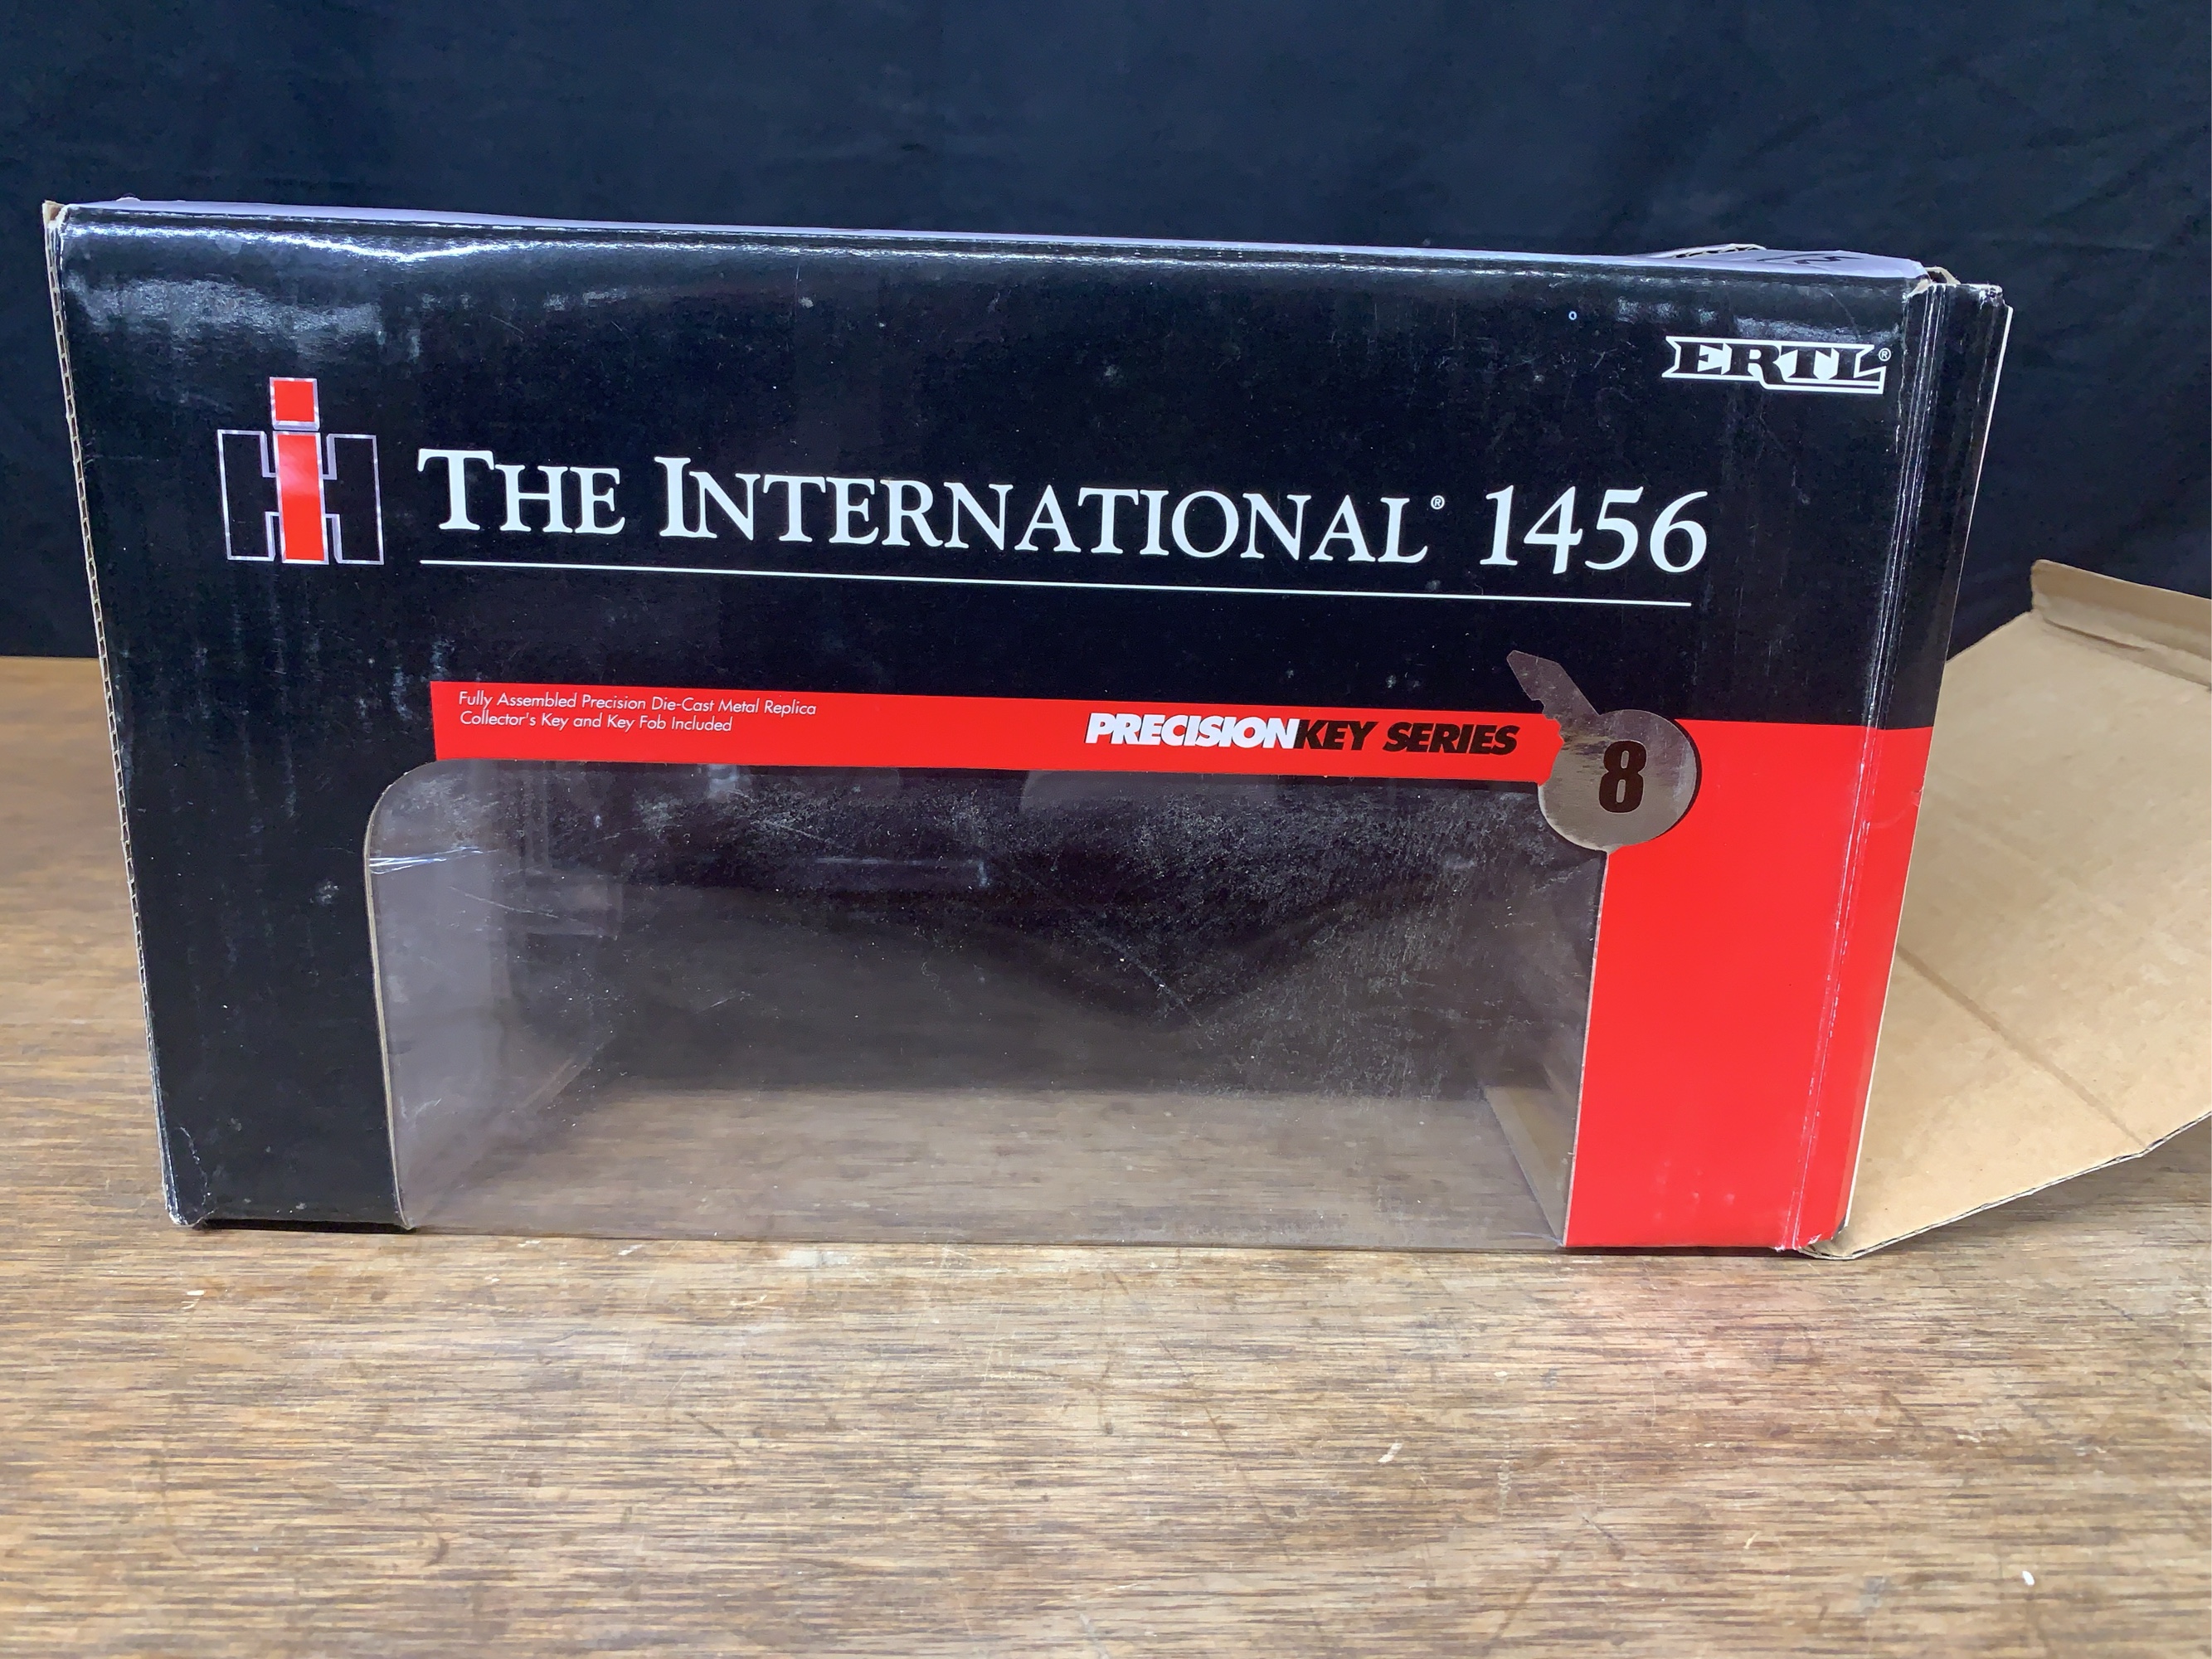 ERTL®
THE INTERNATIONAL® 1456
Fully Assembled Precision Die-Cast Metal Replica
Collector's Key and Key Fob Included
PRECISIONKEY SERIES
8